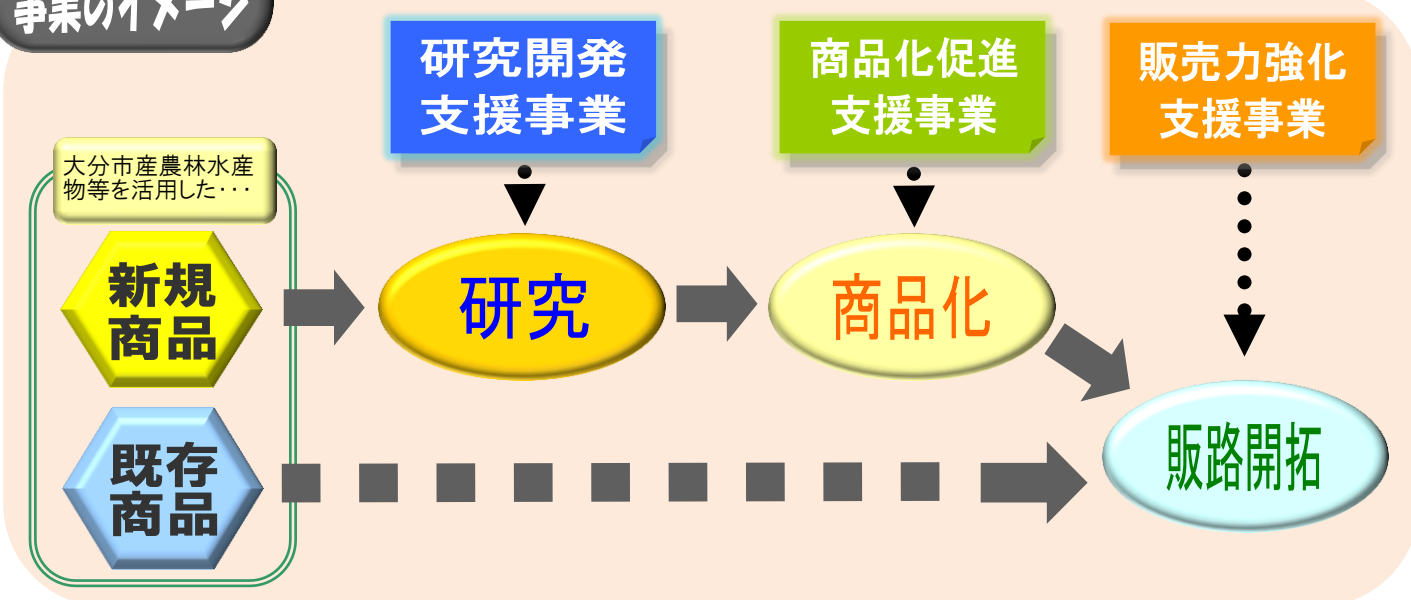 事業のイメージ
研究開発
支援事業
商品化促進
支援事業
販売力強化
支援事業
大分市産農林水産
物等を活用した・・・
新規
商品
研究
商品化
既存
商品
販路開拓